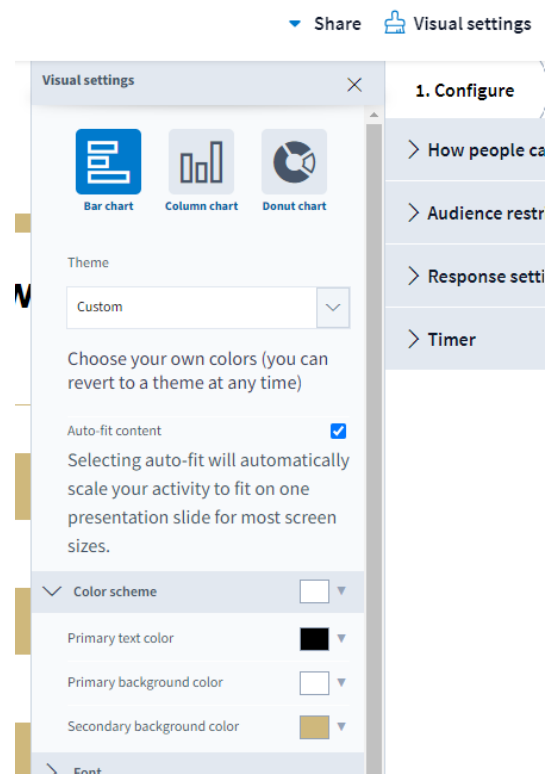 Share Visual settings
Visual settings
1. Configure
How people ca
Bar chart Column chart Donut chart
Audience restr
Theme
Response setti
Custom
Timer
Choose your own colors (you can
revert to a theme at any time)
Auto-fit content
Selecting auto-fit will automatically
scale your activity to fit on one
presentation slide for most screen
sizes.
Color scheme
Primary text color
Primary background color
Secondary background color
Font